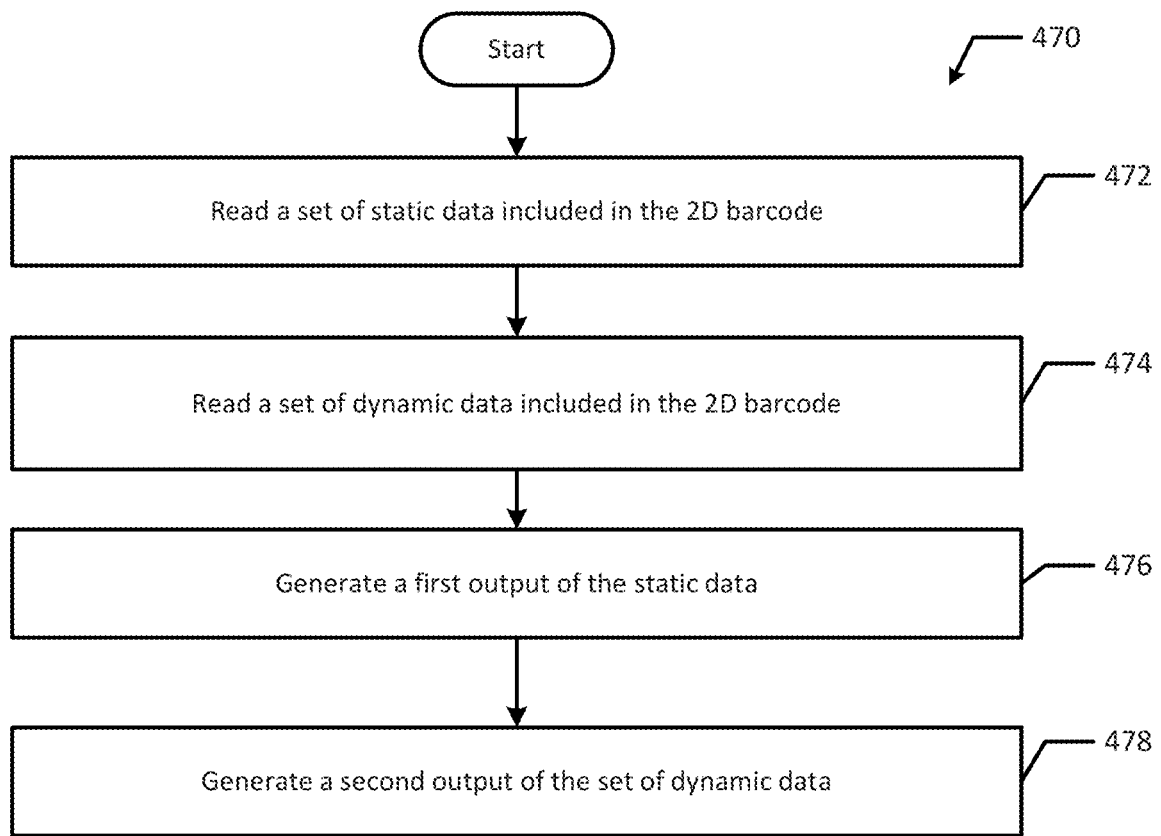 Start
470
Read a set of static data included in the 2D barcode
472
Read a set of dynamic data included in the 2D barcode
474
Generate a first output of the static data
476
Generate a second output of the set of dynamic data
478